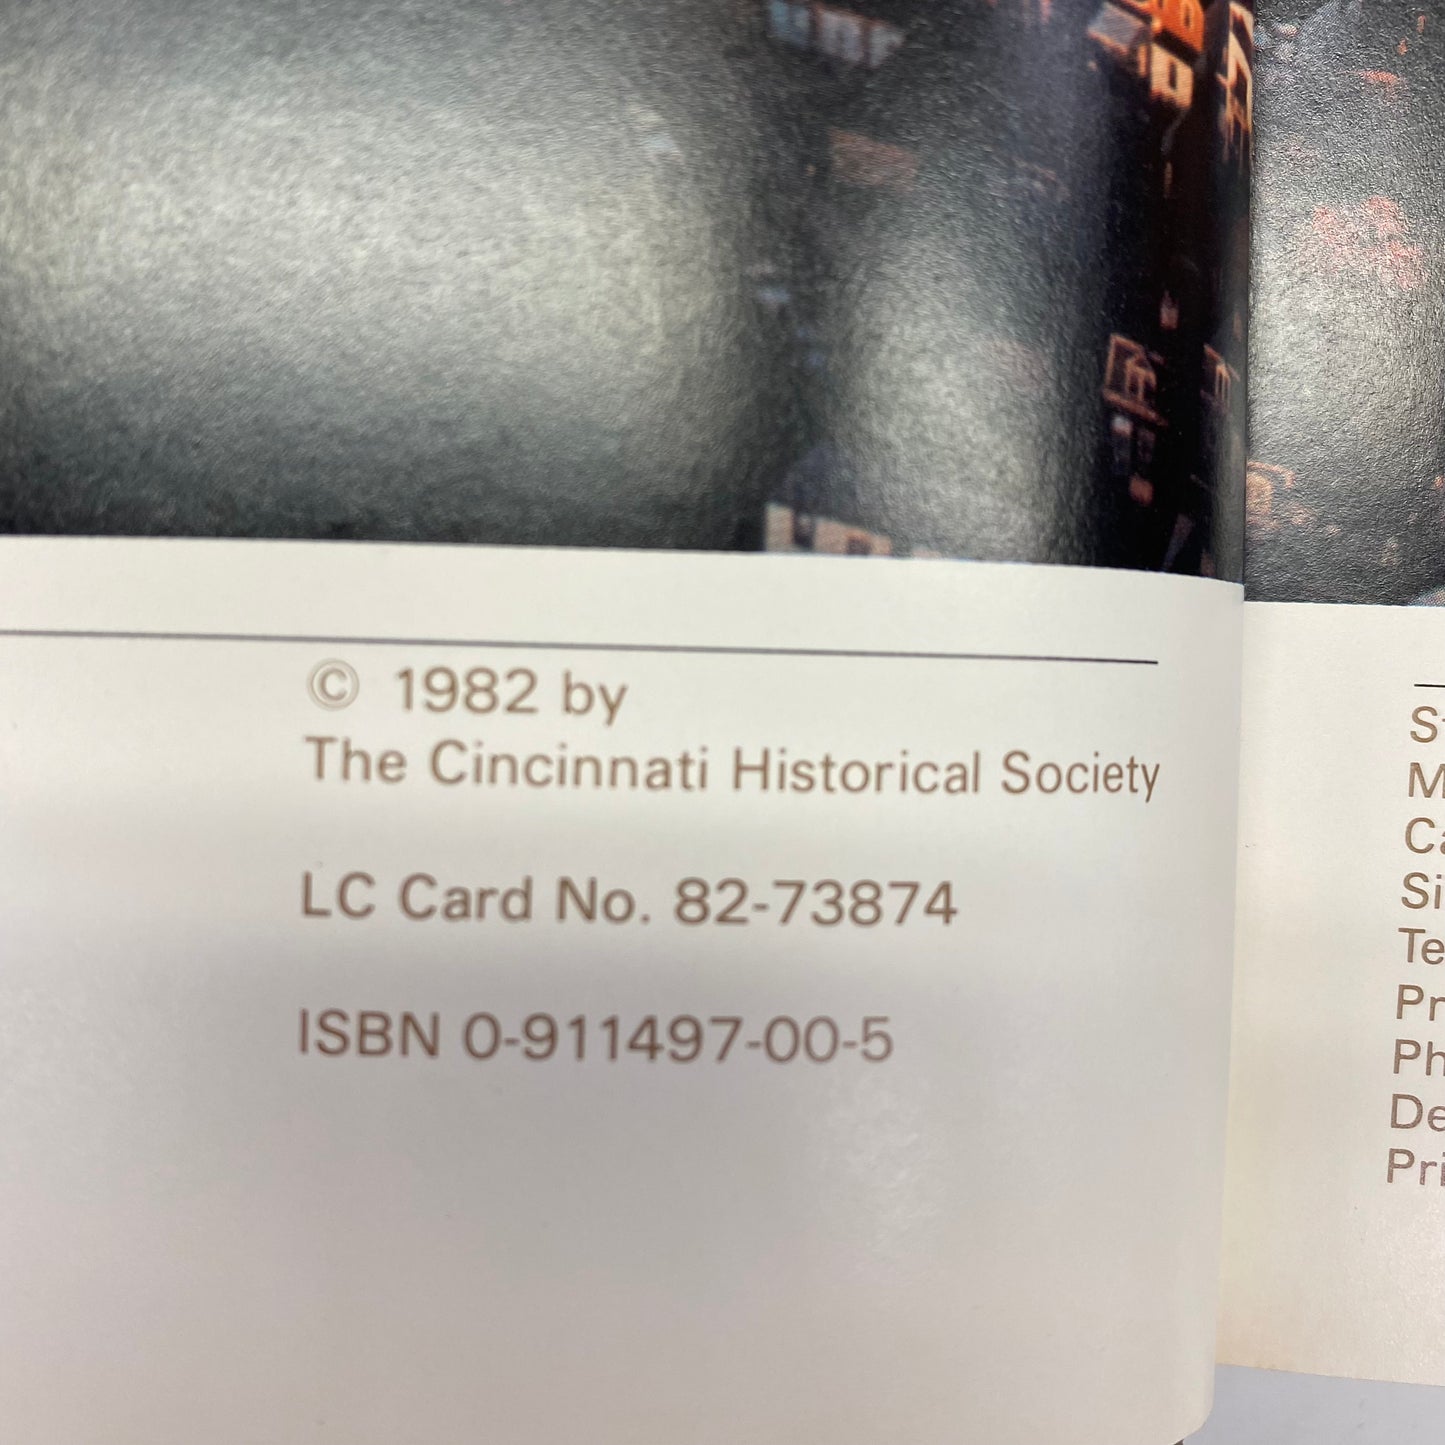 © 1982 by
The Cincinnati Historical Society
LC Card No. 82-73874
ISBN 0-911497-00-5